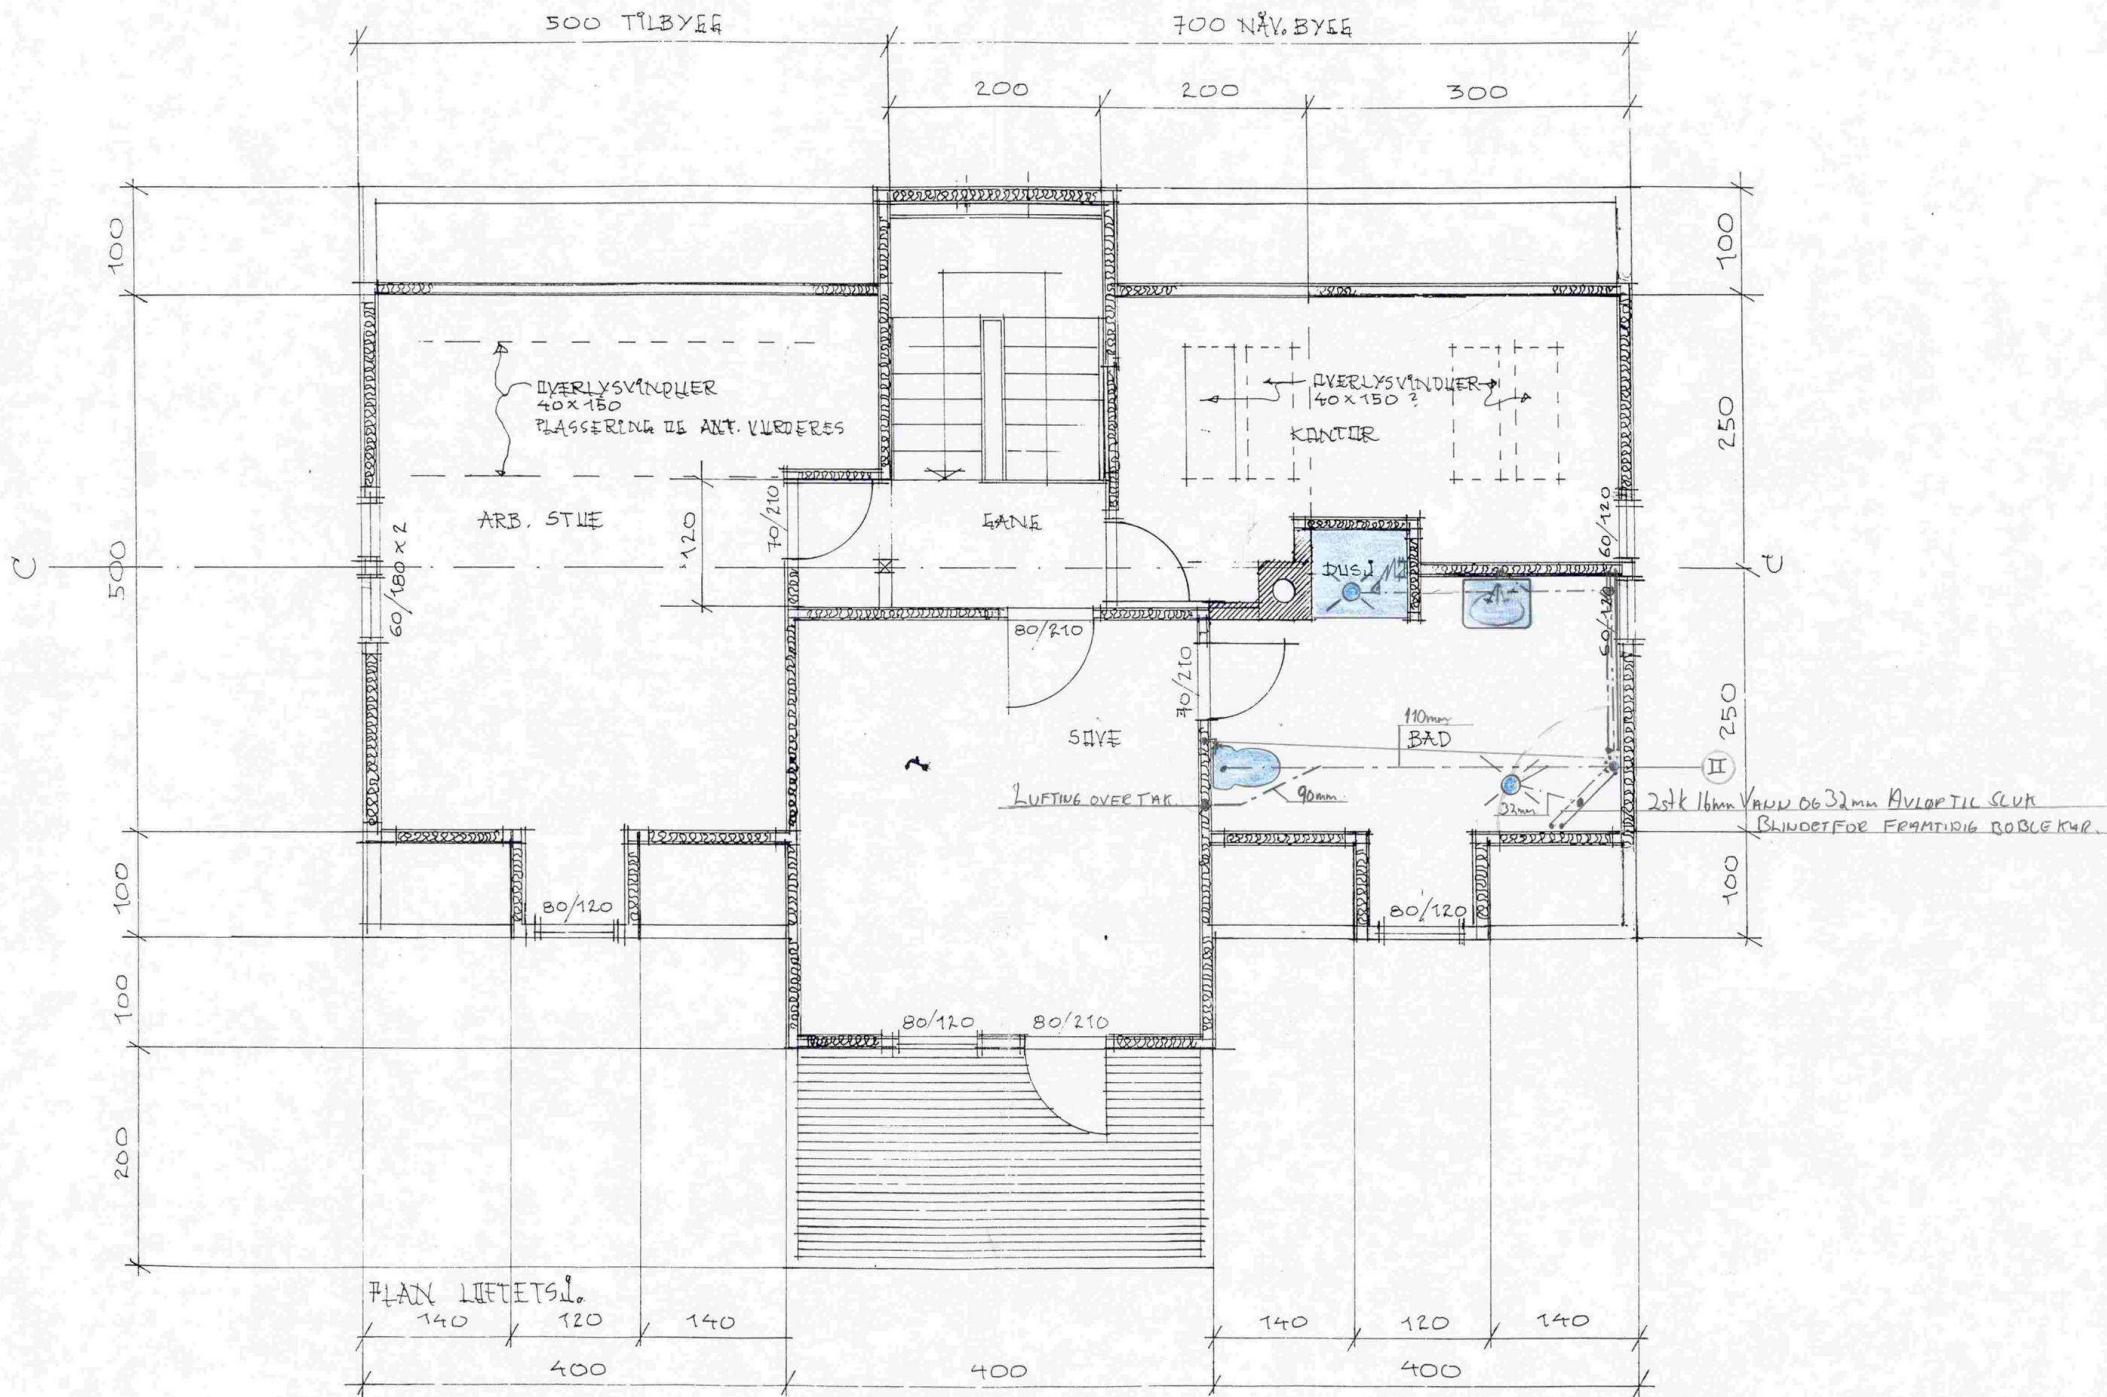 500 TILBYGG
700 NÅV. BYGG
200
200
300
100
100
OVERLYSVINDUER
40 x 150
PLASSERING OG ANT. VURDERES
OVERLYSVINDUER
40 x 150 ?
KONTOR
250
ARB. STUE
120
70/210
GANG
60/120
C
500
60/180 x 2
DUSJ
C
80/210
60/120
70/210
SOVE
110mm
BAD
250
II
LUFTING OVER TAK
90mm
32mm
2stk 16mm VANN OG 32mm AVLØP TIL SLUK
BLINDET FOR FRAMTIDIG BOBLEKAR.
100
80/120
80/120
100
100
80/120
80/210
200
PLAN LOFTETSJ.
140
120
140
140
120
140
400
400
400